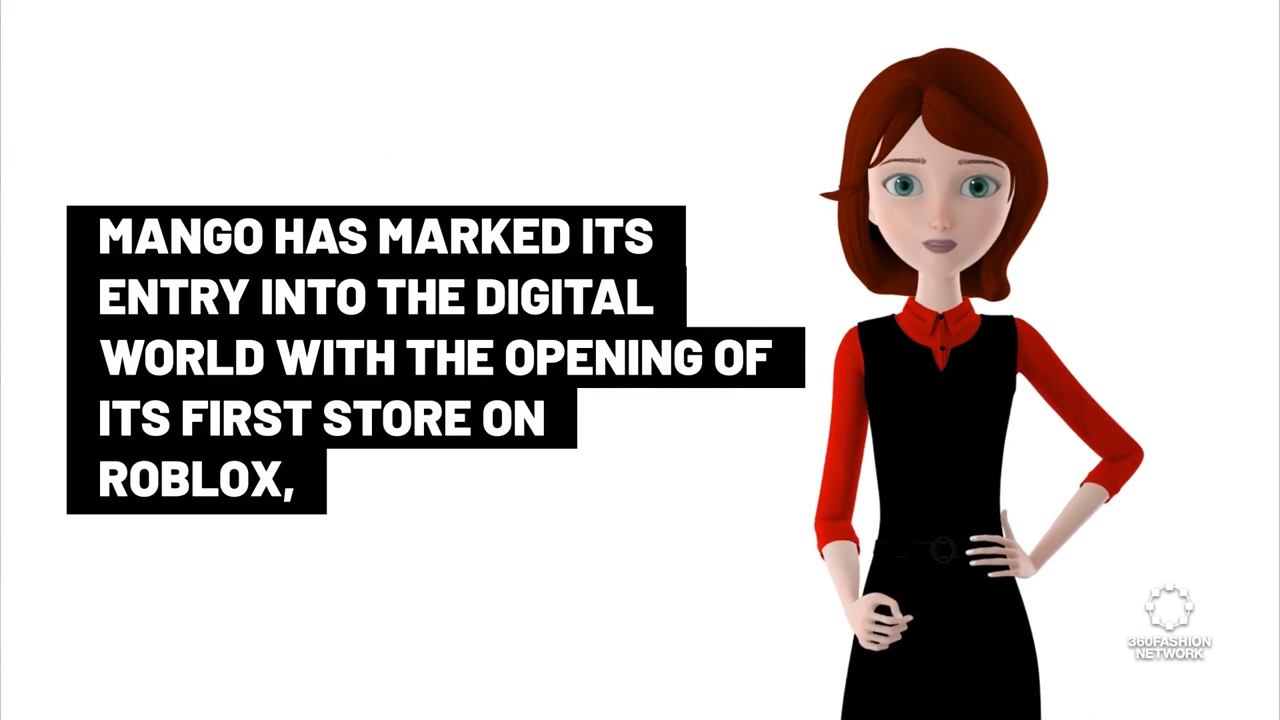 MANGO HAS MARKED ITS
ENTRY INTO THE DIGITAL
WORLD WITH THE OPENING OF
ITS FIRST STORE ON
ROBLOX,
360FASHION
NETWORK